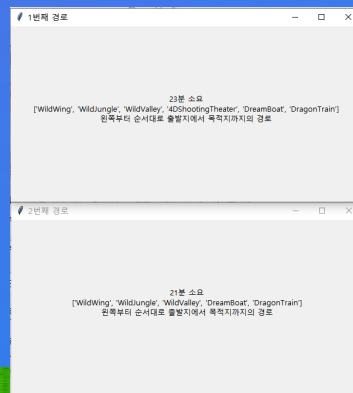 1번째 경로
23분 소요
['WildWing', 'WildJungle', 'WildValley', '4DShootingTheater', 'DreamBoat', 'DragonTrain']
왼쪽부터 순서대로 출발지에서 목적지까지의 경로
2번째 경로
21분 소요
['WildWing', 'WildJungle', 'WildValley', 'DreamBoat', 'DragonTrain']
왼쪽부터 순서대로 출발지에서 목적지까지의 경로